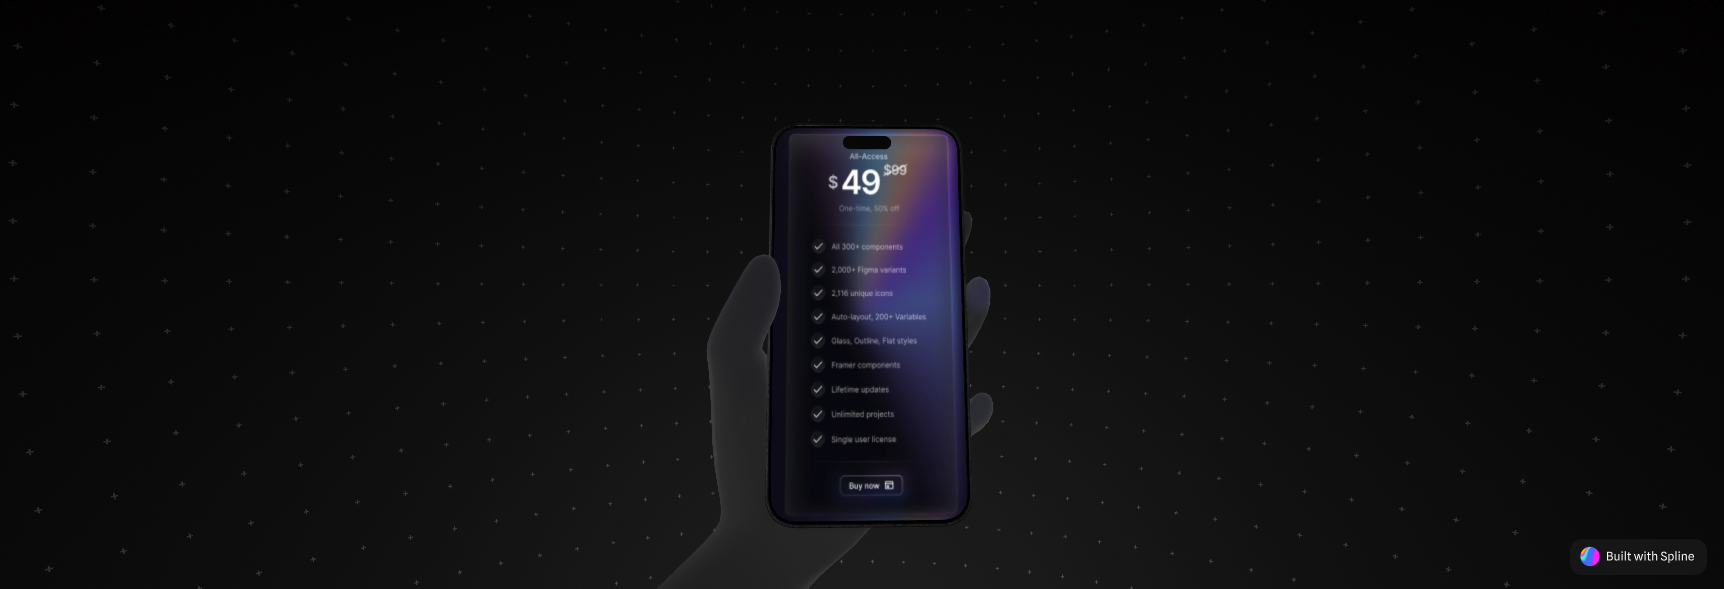 All-Access
$ 49 $99
One-time, 50% off
All 300+ components
2,000+ Figma variants
2,116 unique icons
Auto-layout, 200+ Variables
Glass, Outline, Flat styles
Framer components
Lifetime updates
Unlimited projects
Single user license
Buy now
Built with Spline